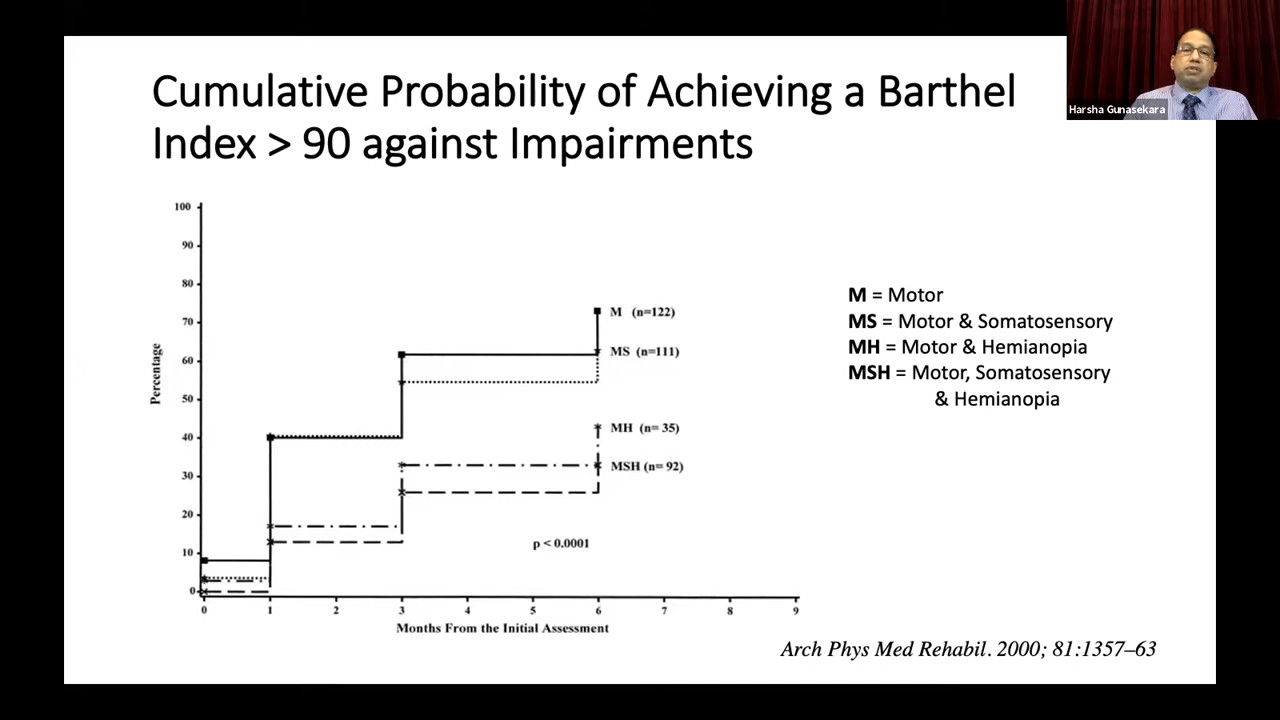 Cumulative Probability of Achieving a Barthel
Index > 90 against Impairments
Harsha Gunasekara
100
90
80
70
60
50
40
30
20
10
0
Percentage
M (n=122)
MS (n=111)
MH (n= 35)
MSH (n= 92)
p < 0.0001
0 1 2 3 4 5 6 7 8 9
Months From the Initial Assessment
M = Motor
MS = Motor & Somatosensory
MH = Motor & Hemianopia
MSH = Motor, Somatosensory
& Hemianopia
Arch Phys Med Rehabil. 2000; 81:1357–63